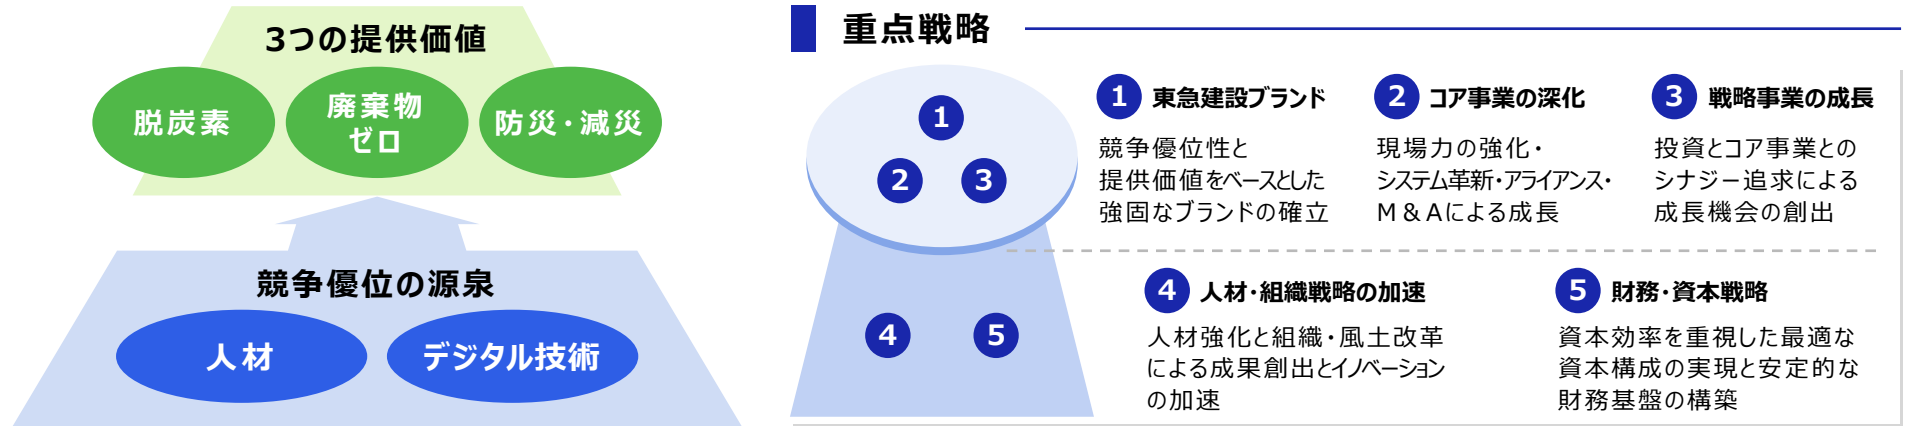 3つの提供価値
脱炭素
廃棄物
ゼロ
防災・減災
競争優位の源泉
人材
デジタル技術
重点戦略
1
2
3
4
5
1 東急建設ブランド
競争優位性と
提供価値をベースとした
強固なブランドの確立
2 コア事業の深化
現場力の強化・
システム革新・アライアンス・
M&Aによる成長
3 戦略事業の成長
投資とコア事業との
シナジー追求による
成長機会の創出
4 人材・組織戦略の加速
人材強化と組織・風土改革
による成果創出とイノベーション
の加速
5 財務・資本戦略
資本効率を重視した最適な
資本構成の実現と安定的な
財務基盤の構築